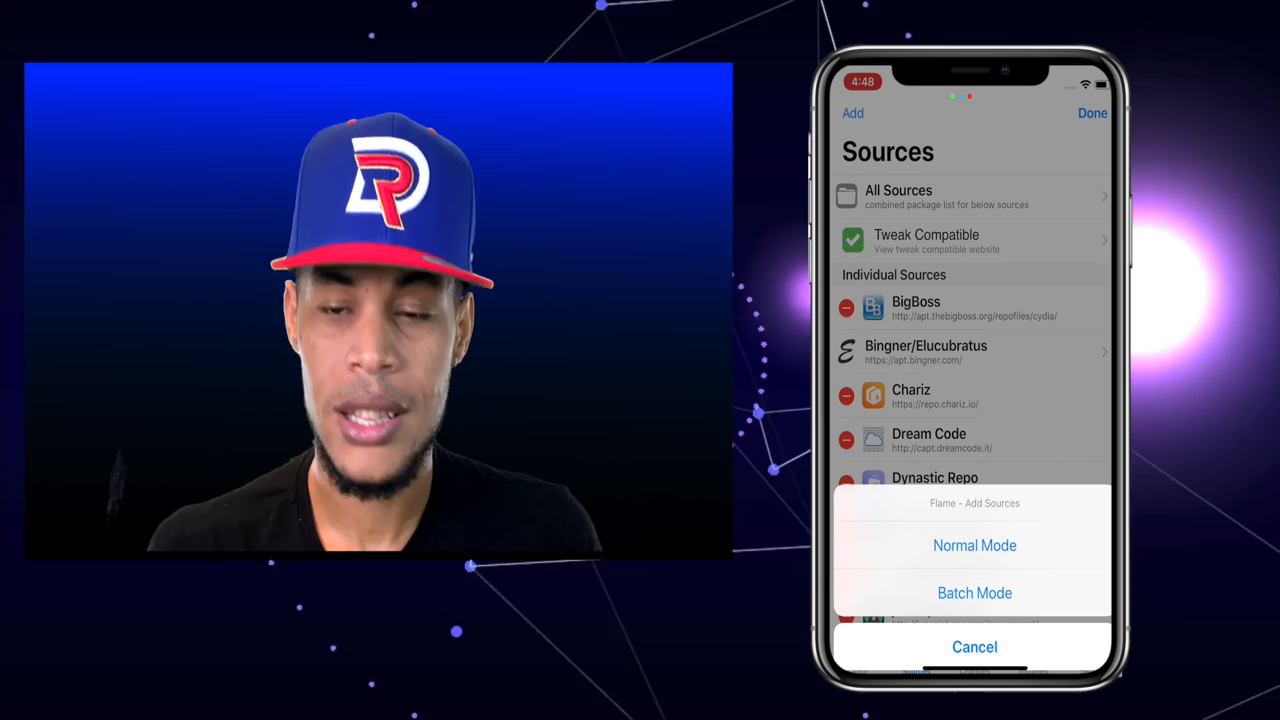 DR
4:48
Add
Done
Sources
All Sources
combined package list for below sources
Tweak Compatible
View tweak compatible website
Individual Sources
BigBoss
http://apt.thebigboss.org/repofiles/cydia/
Bingner/Elucubratus
https://apt.bingner.com/
Chariz
https://repo.chariz.io/
Dream Code
http://capt.dreamcode.it/
Dynastic Repo
Flame - Add Sources
Normal Mode
Batch Mode
Cancel
Sources